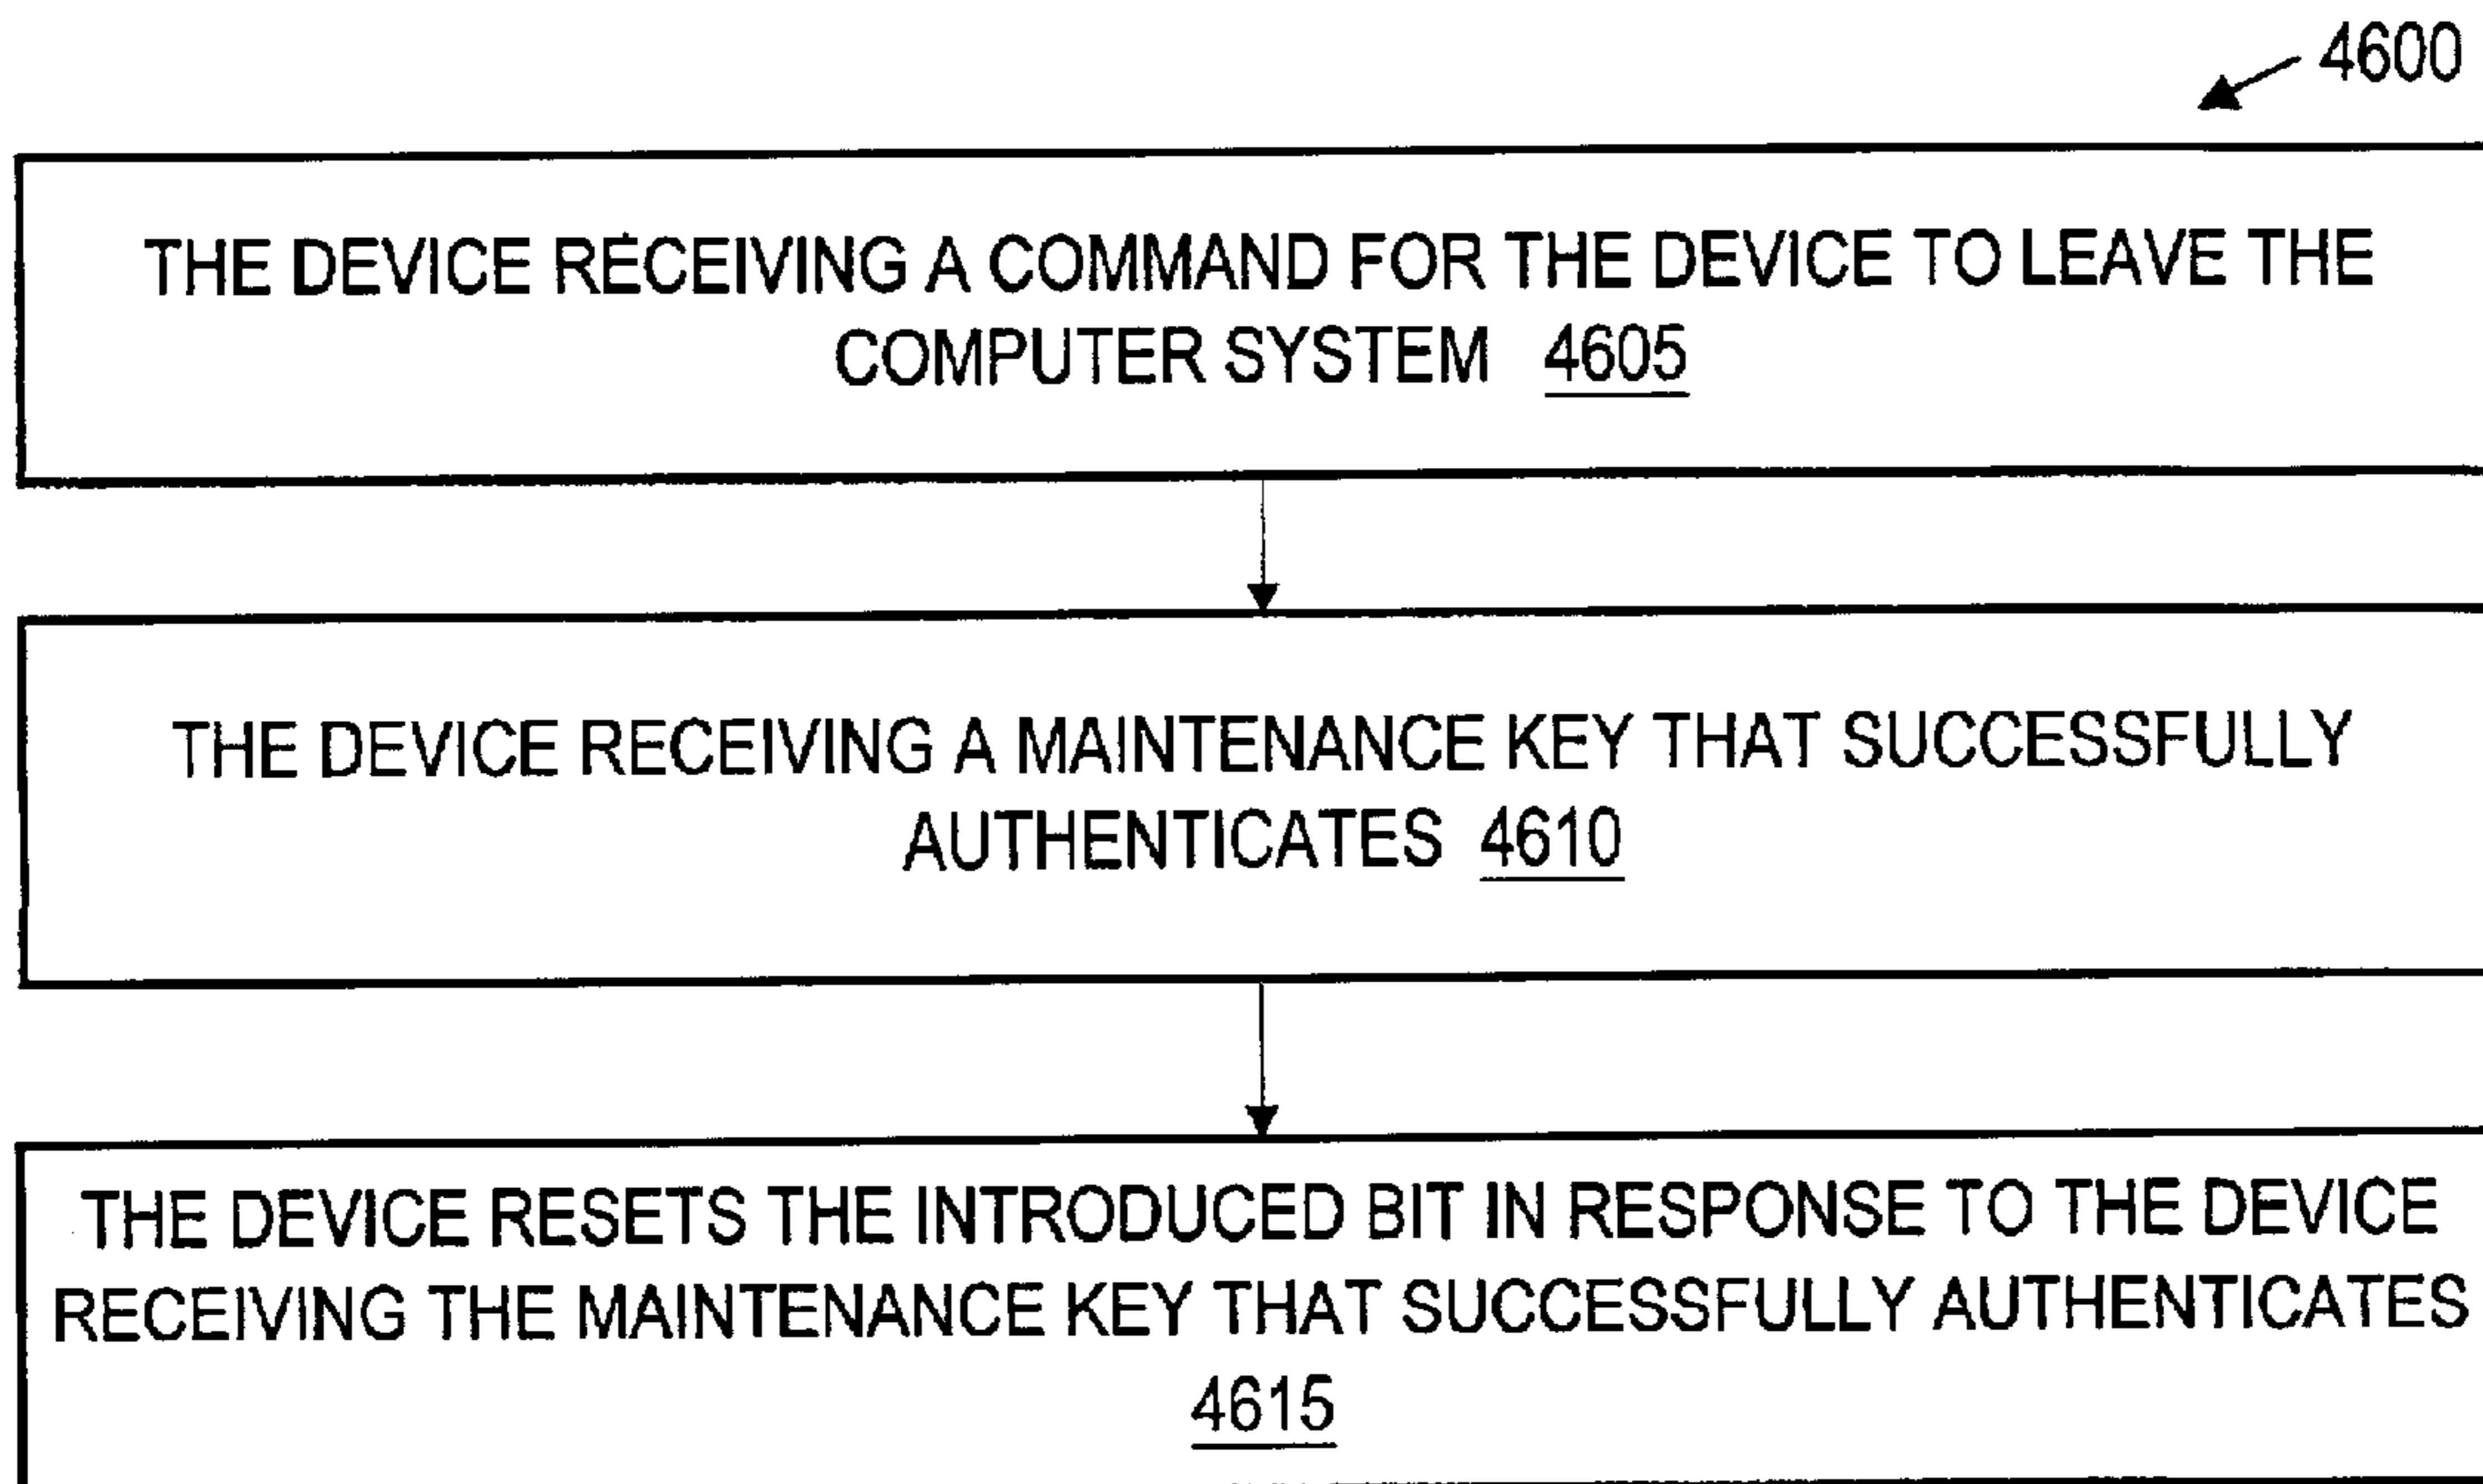 4600
THE DEVICE RECEIVING A COMMAND FOR THE DEVICE TO LEAVE THE
COMPUTER SYSTEM 4605
THE DEVICE RECEIVING A MAINTENANCE KEY THAT SUCCESSFULLY
AUTHENTICATES 4610
THE DEVICE RESETS THE INTRODUCED BIT IN RESPONSE TO THE DEVICE
RECEIVING THE MAINTENANCE KEY THAT SUCCESSFULLY AUTHENTICATES
4615